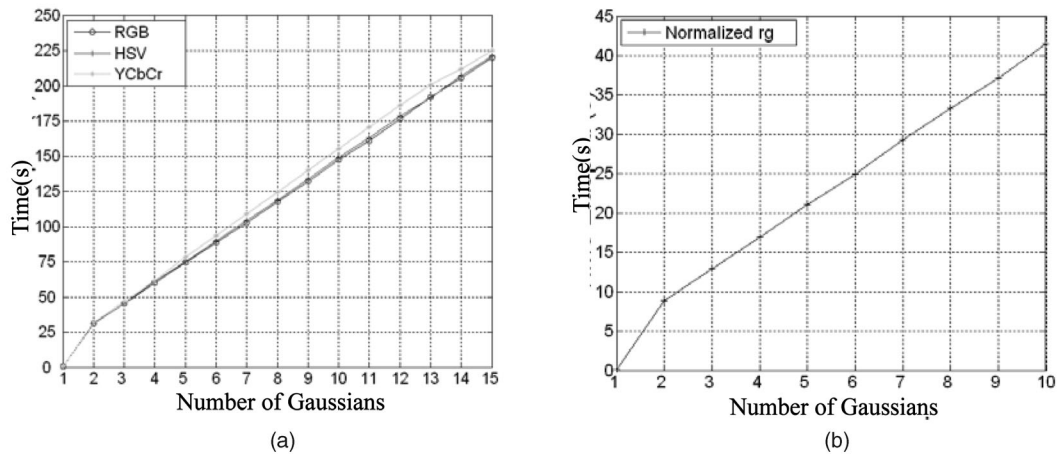 RGB
HSV
YCbCr
250
225
200
175
150
125
100
75
50
25
0
Time(s)
1 2 3 4 5 6 7 8 9 10 11 12 13 14 15
Number of Gaussians
(a)
Normalized rg
45
40
35
30
25
20
15
10
5
0
Time(s)
1 2 3 4 5 6 7 8 9 10
Number of Gaussians
(b)